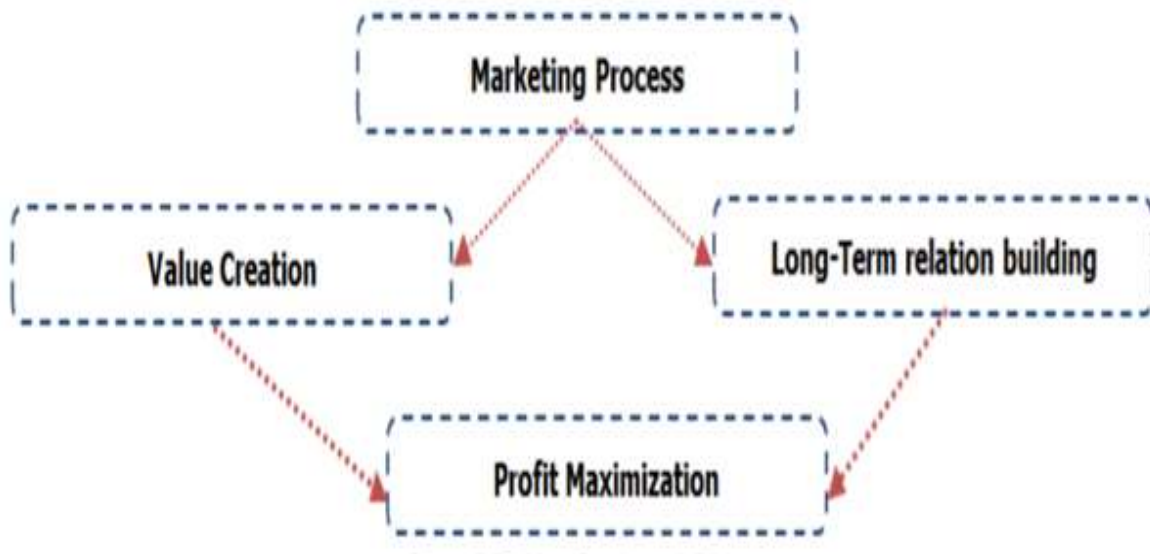 Marketing Process
Value Creation
Long-Term relation building
Profit Maximization